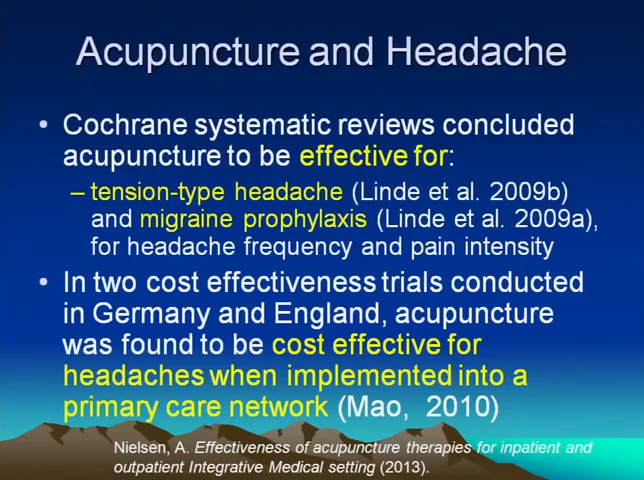 Acupuncture and Headache
• Cochrane systematic reviews concluded
acupuncture to be effective for:
– tension-type headache (Linde et al. 2009b)
and migraine prophylaxis (Linde et al. 2009a),
for headache frequency and pain intensity
• In two cost effectiveness trials conducted
in Germany and England, acupuncture
was found to be cost effective for
headaches when implemented into a
primary care network (Mao, 2010)
Nielsen, A. Effectiveness of acupuncture therapies for inpatient and
outpatient Integrative Medical setting (2013).